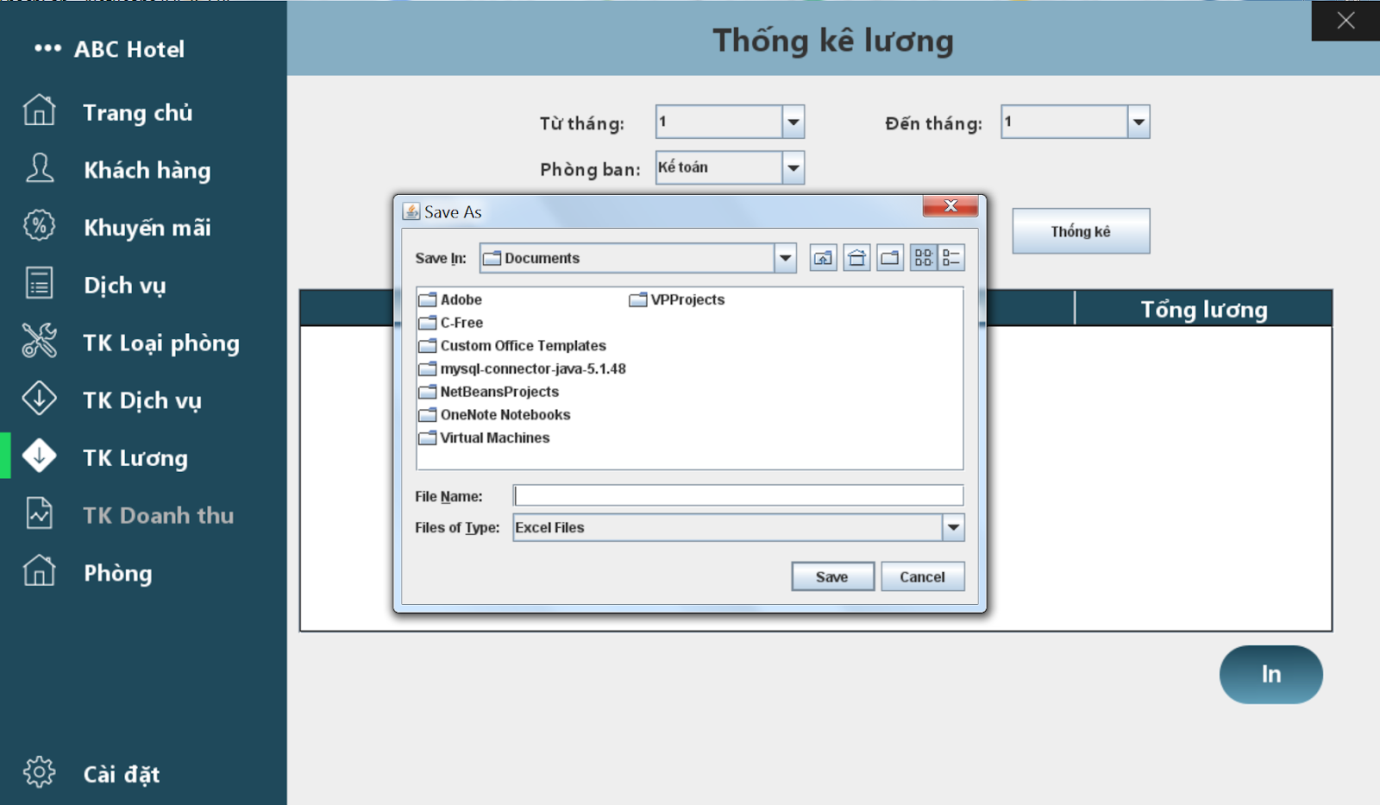 ABC Hotel
Trang chủ
Khách hàng
Khuyến mãi
Dịch vụ
TK Loại phòng
TK Dịch vụ
TK Lương
TK Doanh thu
Phòng
Cài đặt
Thống kê lương
Từ tháng: 1 Đến tháng: 1
Phòng ban: Kế toán
Thống kê
Tổng lương
Save As
Save In: Documents
Adobe VPProjects
C-Free
Custom Office Templates
mysql-connector-java-5.1.48
NetBeansProjects
OneNote Notebooks
Virtual Machines
File Name:
Files of Type: Excel Files
Save Cancel
In